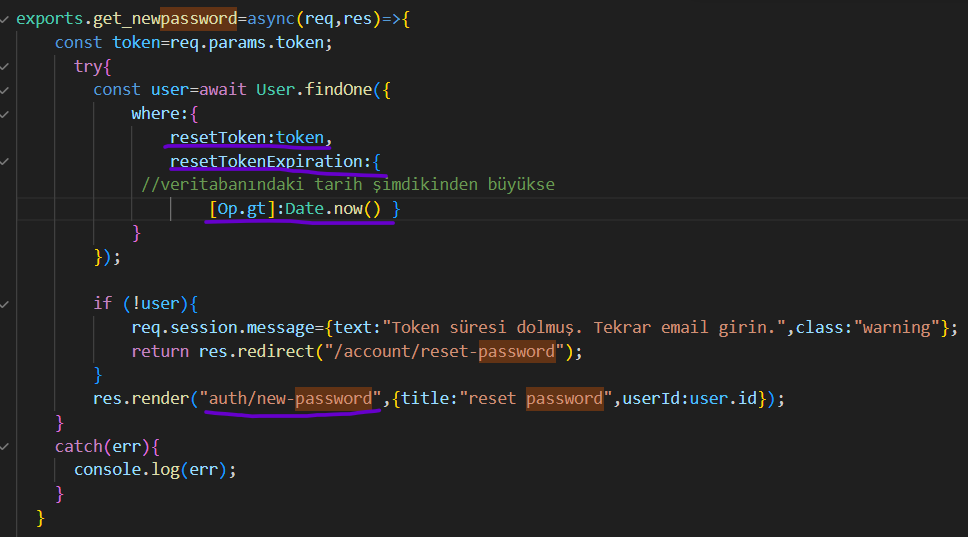 exports.get_newpassword=async(req,res)=>{
const token=req.params.token;
try{
const user=await User.findOne({
where:{
resetToken:token,
resetTokenExpiration:{
//veritabanındaki tarih şimdikinden büyükse
[Op.gt]:Date.now() }
}
});
if (!user){
req.session.message={text:"Token süresi dolmuş. Tekrar email girin.",class:"warning"};
return res.redirect("/account/reset-password");
}
res.render("auth/new-password",{title:"reset password",userId:user.id});
}
catch(err){
console.log(err);
}
}